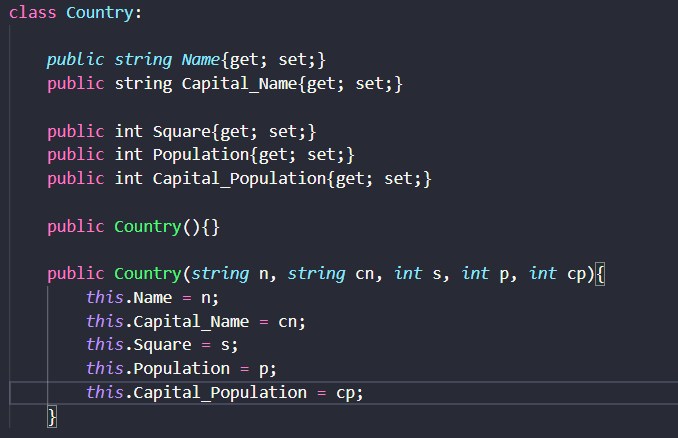 class Country:
public string Name{get; set;}
public string Capital_Name{get; set;}
public int Square{get; set;}
public int Population{get; set;}
public int Capital_Population{get; set;}
public Country(){}
public Country(string n, string cn, int s, int p, int cp){
this.Name = n;
this.Capital_Name = cn;
this.Square = s;
this.Population = p;
this.Capital_Population = cp;
}